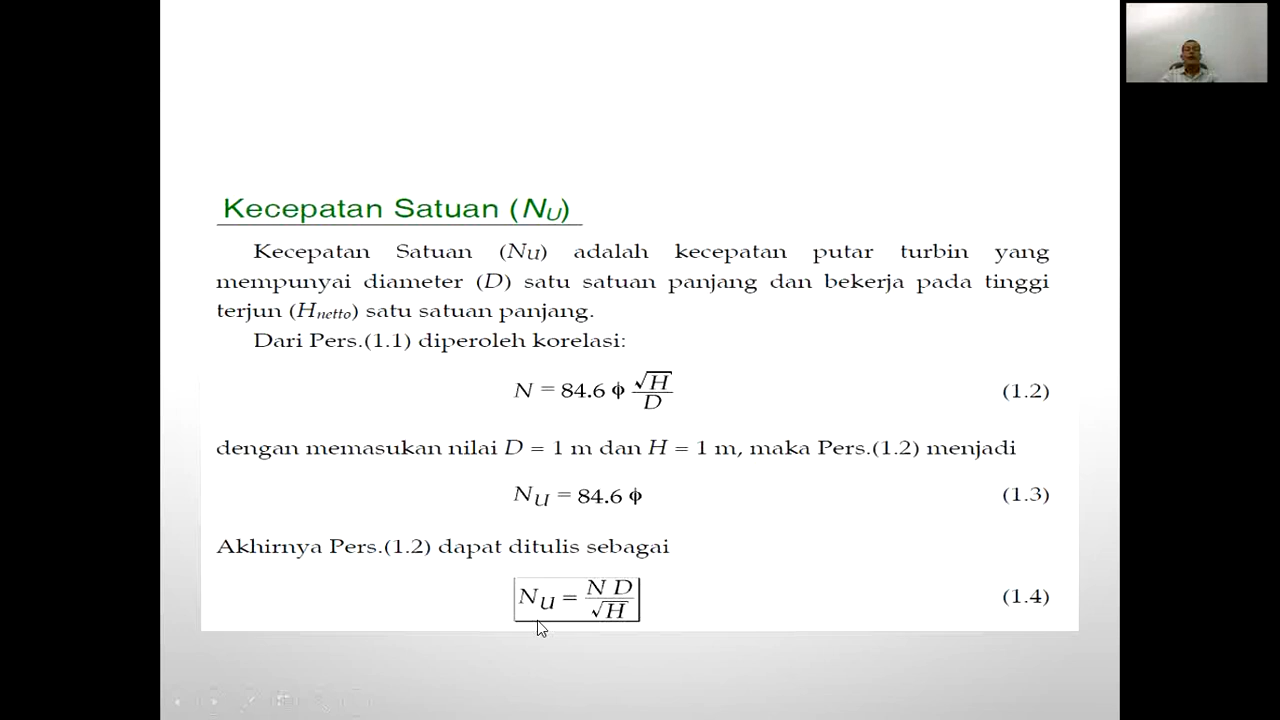 Kecepatan Satuan (N_U)
Kecepatan Satuan (N_U) adalah kecepatan putar turbin yang
mempunyai diameter (D) satu satuan panjang dan bekerja pada tinggi
terjun (H_netto) satu satuan panjang.
Dari Pers.(1.1) diperoleh korelasi:
N = 84.6 ϕ √H / D (1.2)
dengan memasukan nilai D = 1 m dan H = 1 m, maka Pers.(1.2) menjadi
N_U = 84.6 ϕ (1.3)
Akhirnya Pers.(1.2) dapat ditulis sebagai
N_U = N D / √H (1.4)